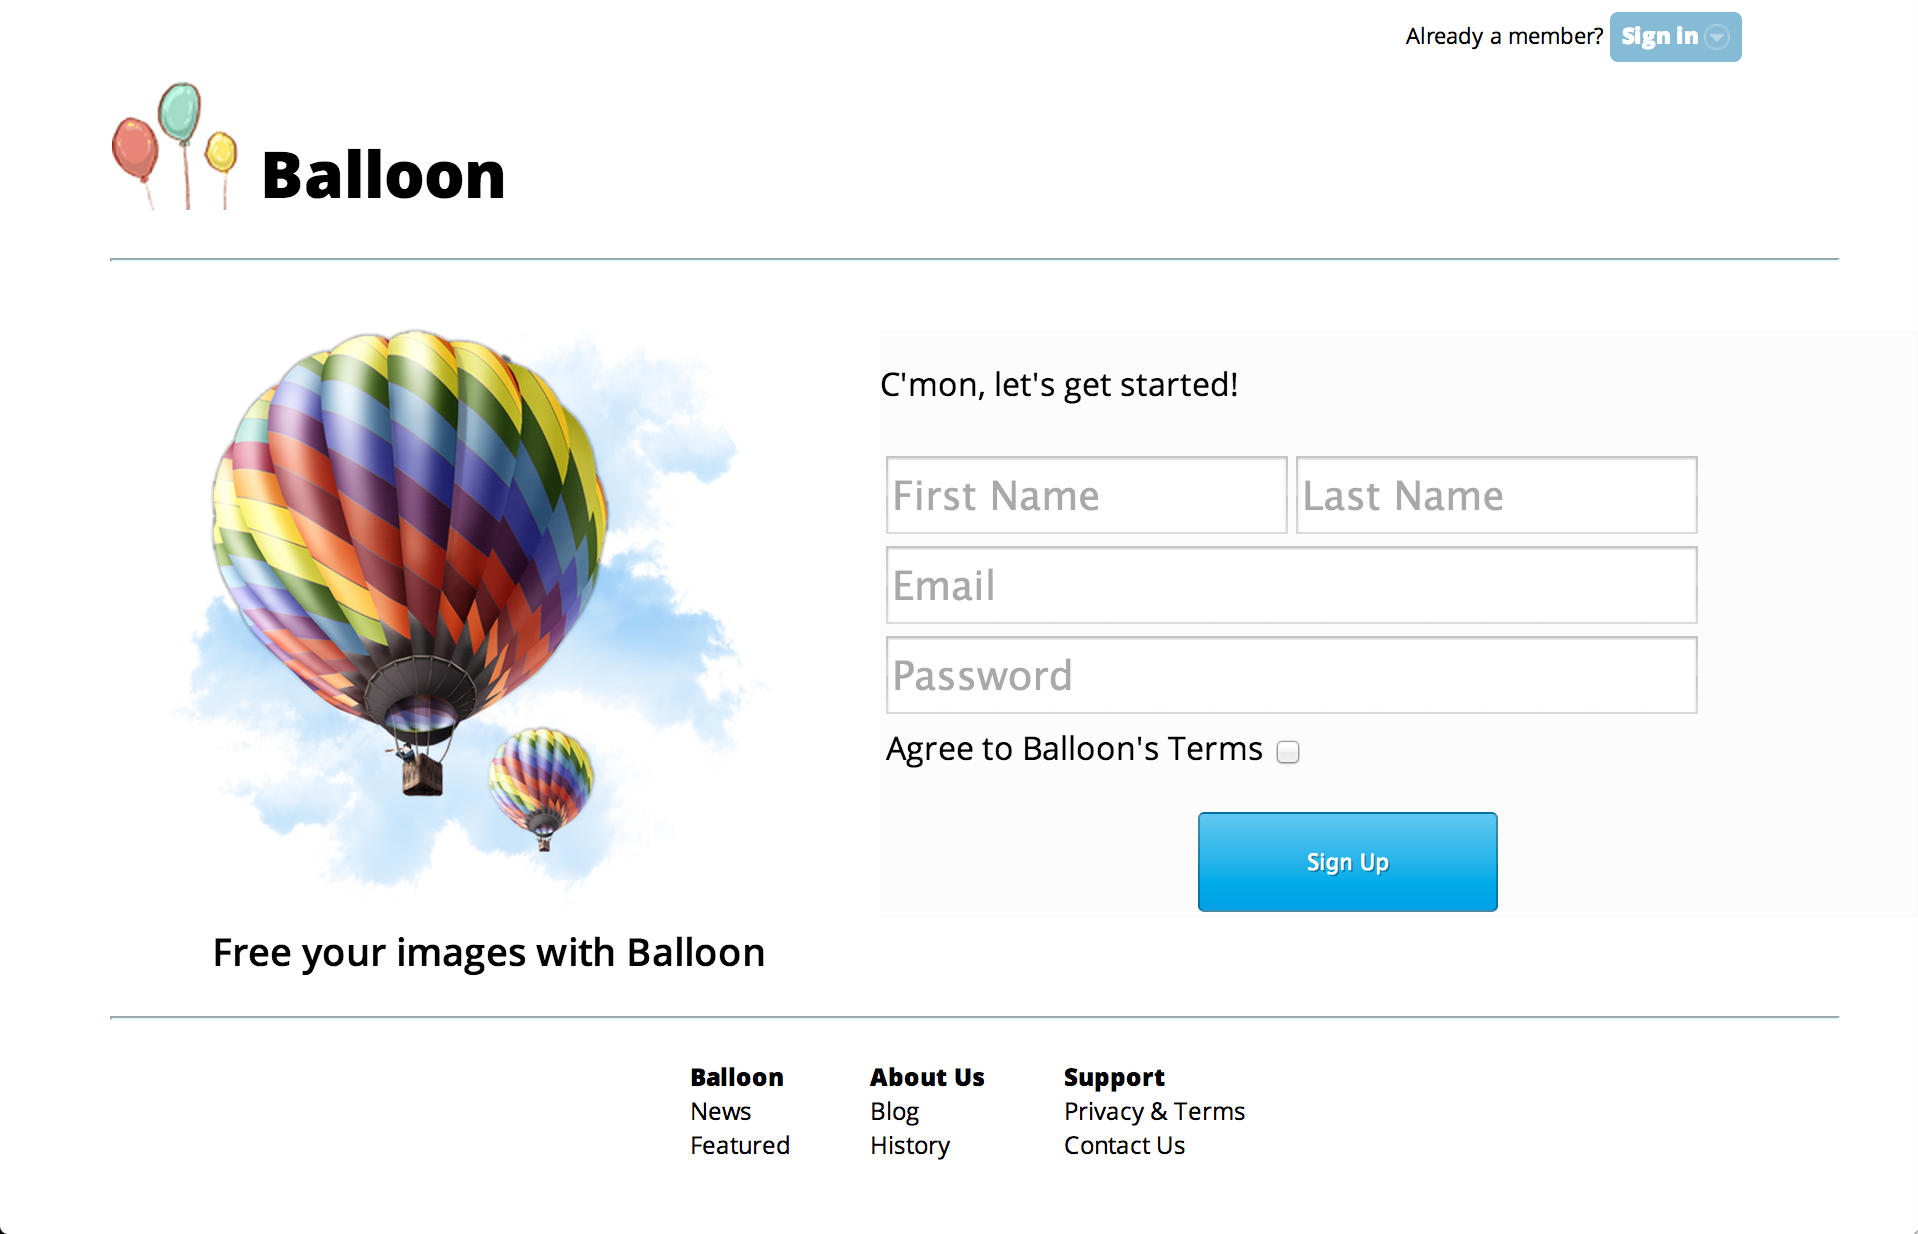 Already a member? Sign in
Balloon
C'mon, let's get started!
First Name Last Name
Email
Password
Agree to Balloon's Terms
Sign Up
Free your images with Balloon
Balloon About Us Support
News Blog Privacy & Terms
Featured History Contact Us